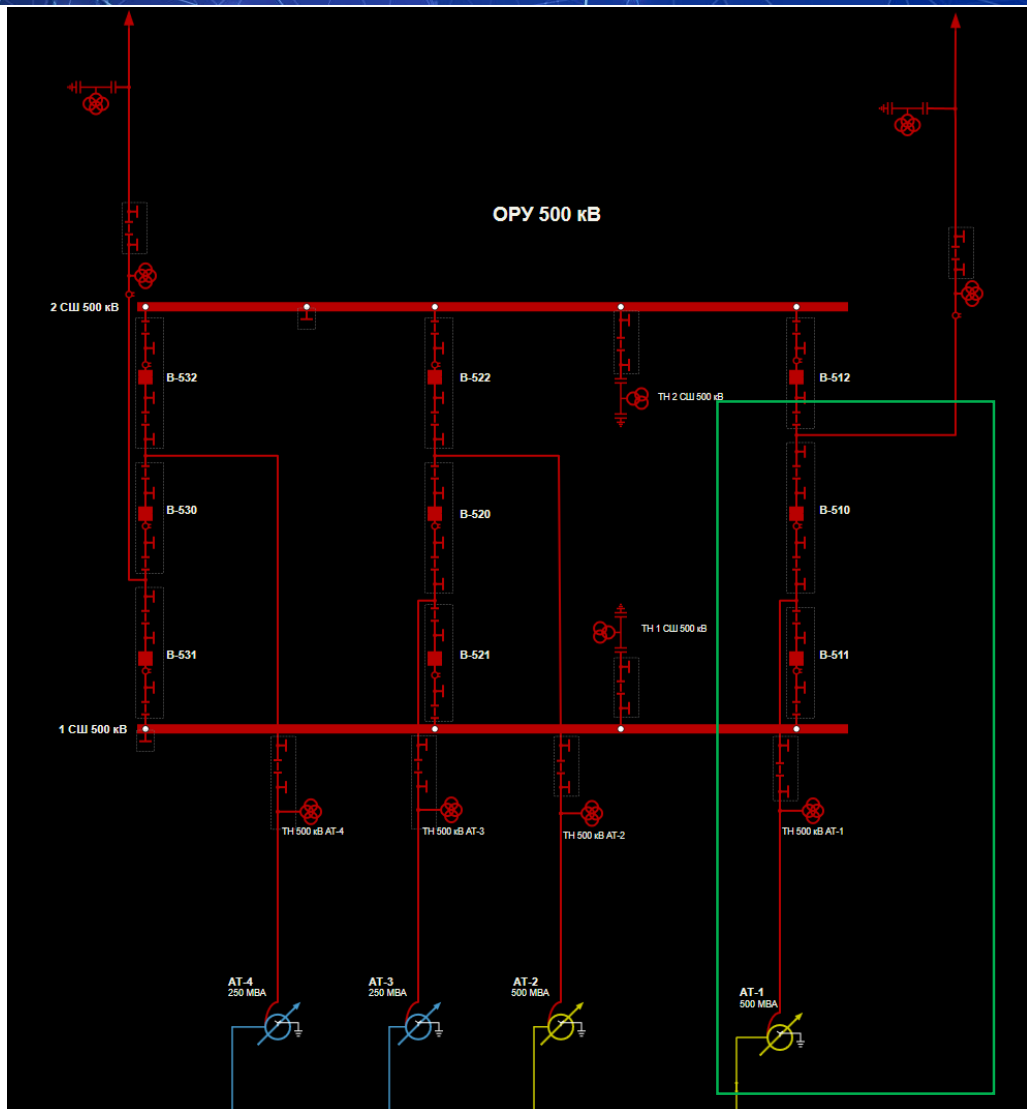 ОРУ 500 кВ
2 СШ 500 кВ
В-532
В-522
В-512
ТН 2 СШ 500 кВ
В-530
В-520
В-510
ТН 1 СШ 500 кВ
В-531
В-521
В-511
1 СШ 500 кВ
ТН 500 кВ АТ-4
ТН 500 кВ АТ-3
ТН 500 кВ АТ-2
ТН 500 кВ АТ-1
АТ-4
250 МВА
АТ-3
250 МВА
АТ-2
500 МВА
АТ-1
500 МВА